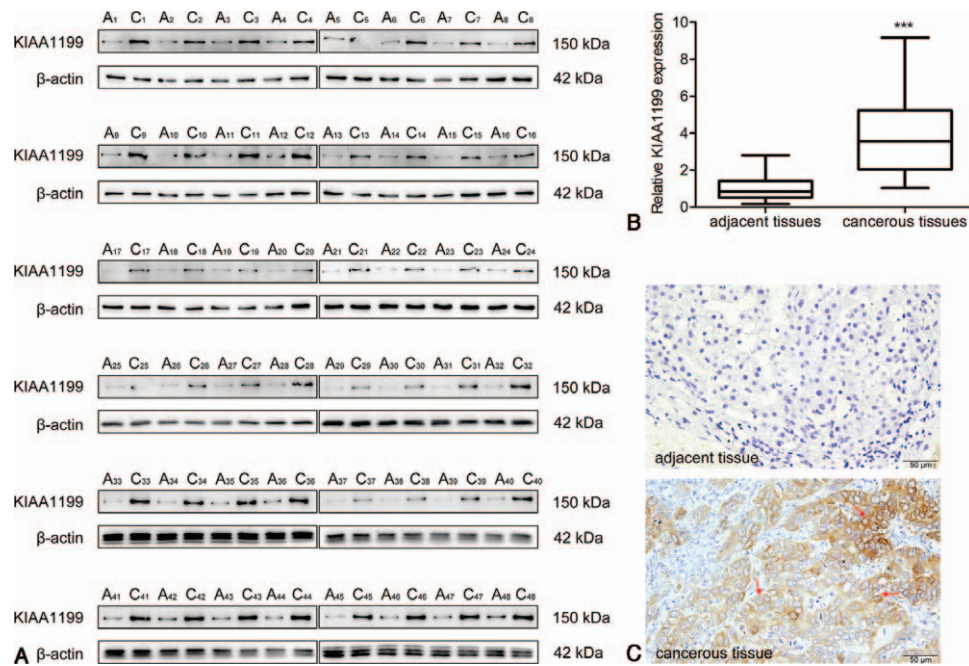 A₁ C₁ A₂ C₂ A₃ C₃ A₄ C₄ A₅ C₅ A₆ C₆ A₇ C₇ A₈ C₈
KIAA1199 150 kDa
β-actin 42 kDa
A₉ C₉ A₁₀ C₁₀ A₁₁ C₁₁ A₁₂ C₁₂ A₁₃ C₁₃ A₁₄ C₁₄ A₁₅ C₁₅ A₁₆ C₁₆
KIAA1199 150 kDa
β-actin 42 kDa
A₁₇ C₁₇ A₁₈ C₁₈ A₁₉ C₁₉ A₂₀ C₂₀ A₂₁ C₂₁ A₂₂ C₂₂ A₂₃ C₂₃ A₂₄ C₂₄
KIAA1199 150 kDa
β-actin 42 kDa
A₂₅ C₂₅ A₂₆ C₂₆ A₂₇ C₂₇ A₂₈ C₂₈ A₂₉ C₂₉ A₃₀ C₃₀ A₃₁ C₃₁ A₃₂ C₃₂
KIAA1199 150 kDa
β-actin 42 kDa
A₃₃ C₃₃ A₃₄ C₃₄ A₃₅ C₃₅ A₃₆ C₃₆ A₃₇ C₃₇ A₃₈ C₃₈ A₃₉ C₃₉ A₄₀ C₄₀
KIAA1199 150 kDa
β-actin 42 kDa
A₄₁ C₄₁ A₄₂ C₄₂ A₄₃ C₄₃ A₄₄ C₄₄ A₄₅ C₄₅ A₄₆ C₄₆ A₄₇ C₄₇ A₄₈ C₄₈
KIAA1199 150 kDa
β-actin 42 kDa
A
Relative KIAA1199 expression
10
8
6
4
2
0
***
adjacent tissues cancerous tissues
B
adjacent tissue
50 μm
cancerous tissue
50 μm
C